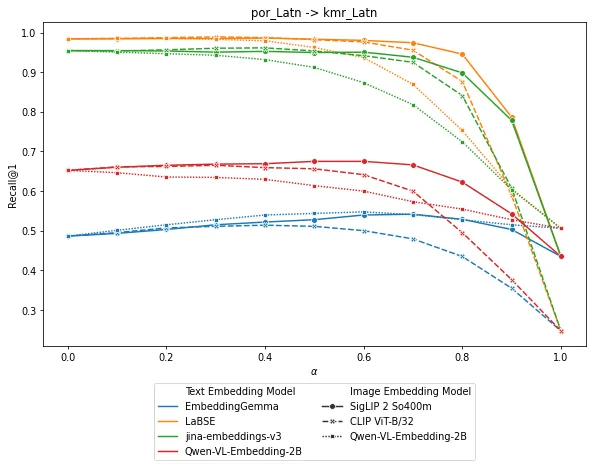 por_Latn -> kmr_Latn
1.0
0.9
0.8
0.7
0.6
0.5
0.4
0.3
Recall@1
0.0 0.2 0.4 0.6 0.8 1.0
α
Text Embedding Model Image Embedding Model
EmbeddingGemma SigLIP 2 So400m
LaBSE CLIP ViT-B/32
jina-embeddings-v3 Qwen-VL-Embedding-2B
Qwen-VL-Embedding-2B